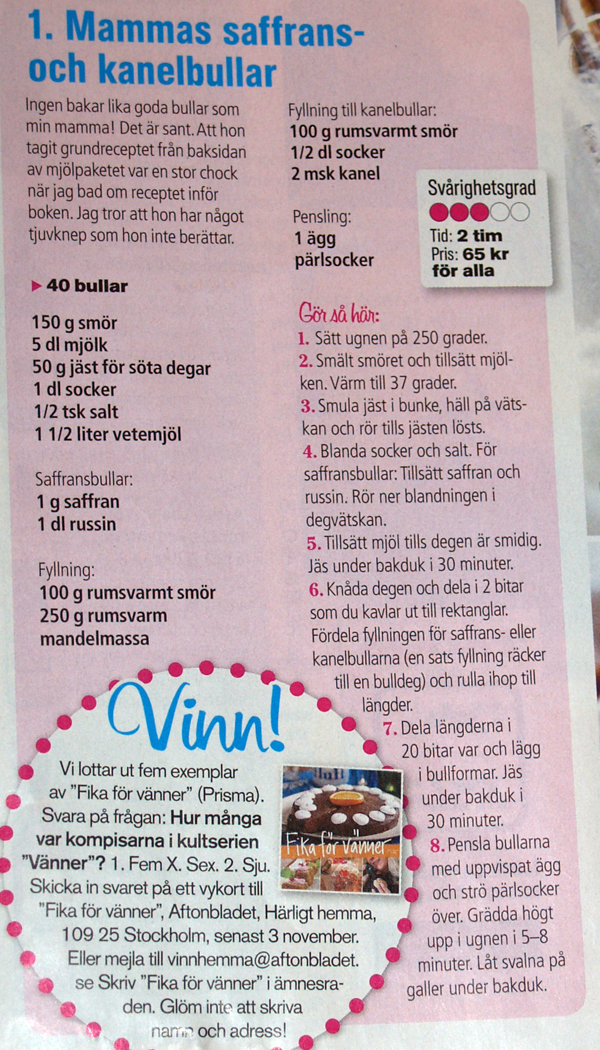 1. Mammas saffrans-
och kanelbullar
Ingen bakar lika goda bullar som
min mamma! Det är sant. Att hon
tagit grundreceptet från baksidan
av mjölpaketet var en stor chock
när jag bad om receptet inför
boken. Jag tror att hon har något
tjuvknep som hon inte berättar.
▶ 40 bullar
150 g smör
5 dl mjölk
50 g jäst för söta degar
1 dl socker
1/2 tsk salt
1 1/2 liter vetemjöl
Saffransbullar:
1 g saffran
1 dl russin
Fyllning:
100 g rumsvarmt smör
250 g rumsvarm
mandelmassa
Fyllning till kanelbullar:
100 g rumsvarmt smör
1/2 dl socker
2 msk kanel
Pensling:
1 ägg
pärlsocker
Svårighetsgrad
Tid: 2 tim
Pris: 65 kr
för alla
Gör så här:
1. Sätt ugnen på 250 grader.
2. Smält smöret och tillsätt mjöl-
ken. Värm till 37 grader.
3. Smula jäst i bunke, häll på väts-
kan och rör tills jästen lösts.
4. Blanda socker och salt. För
saffransbullar: Tillsätt saffran och
russin. Rör ner blandningen i
degvätskan.
5. Tillsätt mjöl tills degen är smidig.
Jäs under bakduk i 30 minuter.
6. Knåda degen och dela i 2 bitar
som du kavlar ut till rektanglar.
Fördela fyllningen för saffrans- eller
kanelbullarna (en sats fyllning räcker
till en bulldeg) och rulla ihop till
längder.
7. Dela längderna i
20 bitar var och lägg
i bullformar. Jäs
under bakduk i
30 minuter.
8. Pensla bullarna
med uppvispat ägg
och strö pärlsocker
över. Grädda högt
upp i ugnen i 5–8
minuter. Låt svalna på
galler under bakduk.
Vinn!
Vi lottar ut fem exemplar
av ”Fika för vänner” (Prisma).
Svara på frågan: Hur många
var kompisarna i kultserien
”Vänner”? 1. Fem X. Sex. 2. Sju.
Skicka in svaret på ett vykort till
”Fika för vänner”, Aftonbladet, Härligt hemma,
109 25 Stockholm, senast 3 november.
Eller mejla till vinnhemma@aftonbladet.
se Skriv ”Fika för vänner” i ämnesra-
den. Glöm inte att skriva
namn och adress!
Fika för vänner